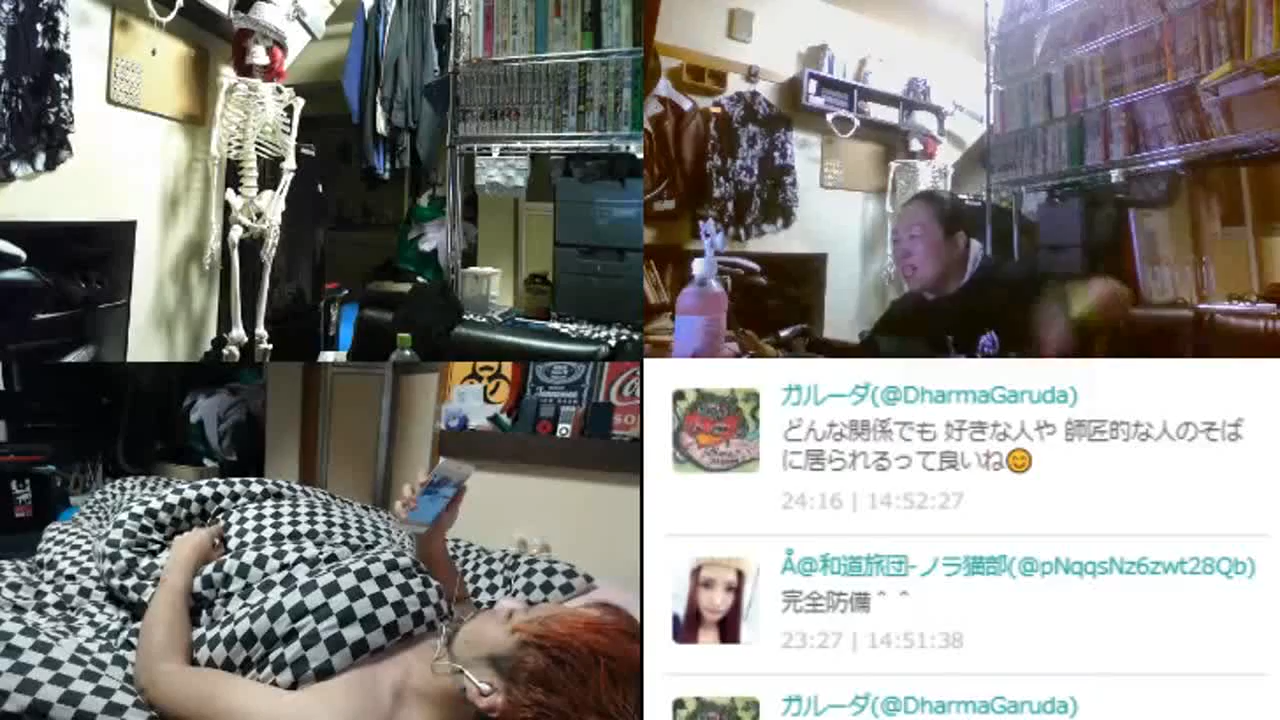 ガルーダ(@DharmaGaruda)
どんな関係でも 好きな人や 師匠的な人のそば
に居られるって良いね😊
24:16 | 14:52:27
Å@和道旅団-ノラ猫部(@pNqqsNz6zwt28Qb)
完全防備＾＾
23:27 | 14:51:38
ガルーダ(@DharmaGaruda)